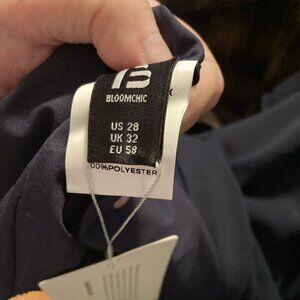 BLOOMCHIC
US 28
UK 32
EU 58
00%POLYESTER